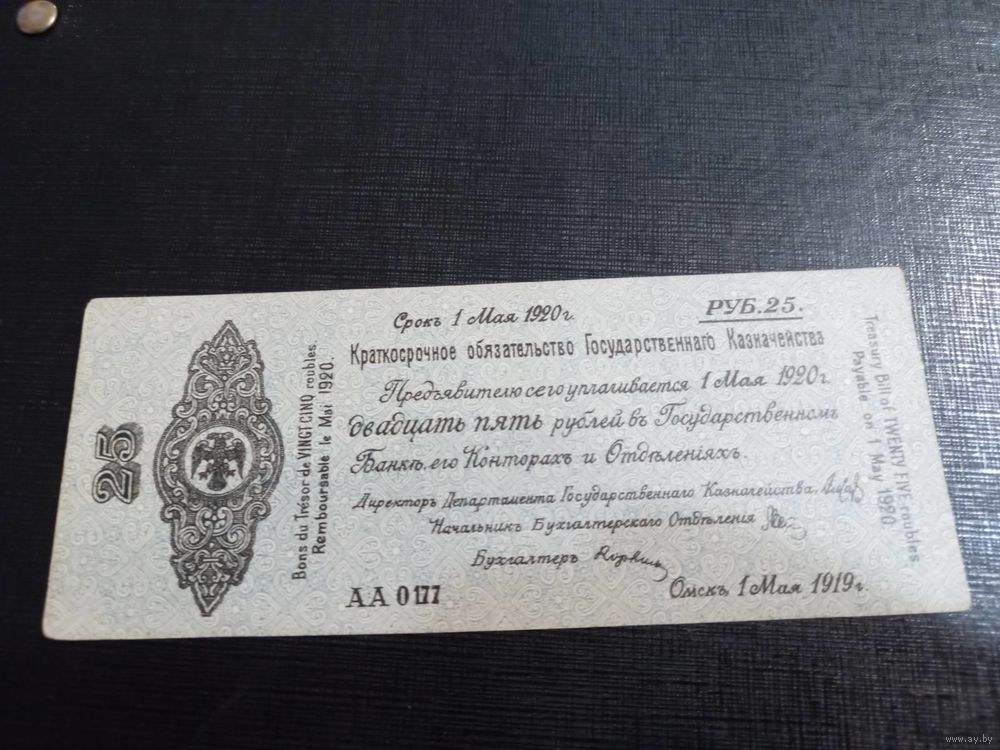 25
Bons du Trésor de VINGT CINQ roubles.
Remboursable le Mai 1920.
Срокъ 1 Мая 1920 г.
РУБ. 25.
Краткосрочное обязательство Государственнаго Казначейства
Предъявителю сего уплачивается 1 Мая 1920 г.
двадцать пять рублей въ Государственномъ
Банкѣ, его Конторахъ и Отдѣленіяхъ.
Директоръ Департамента Государственнаго Казначейства
Начальникъ Бухгалтерскаго Отдѣленія
Бухгалтеръ
АА 0177
Омскъ, 1 Мая 1919 г.
Treasury Bill of TWENTY FIVE roubles
Payable on 1 May 1920
www.ay.by